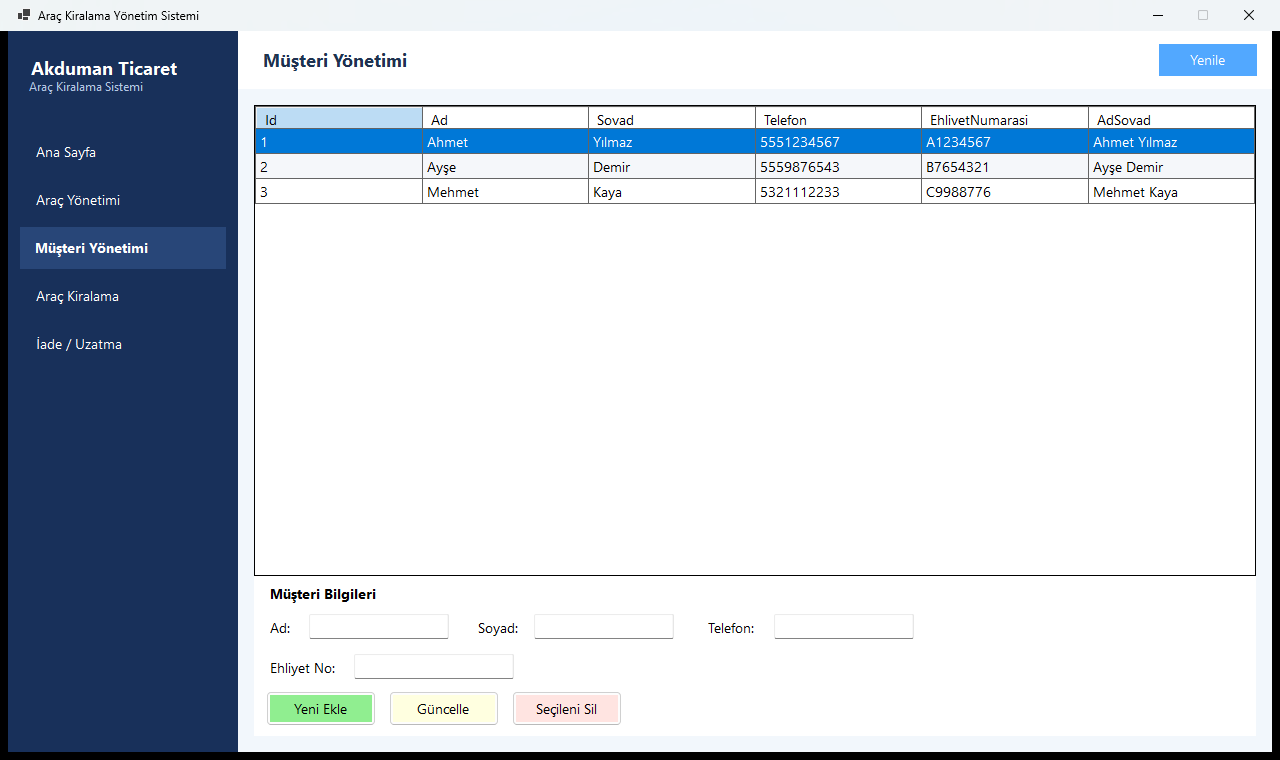 Araç Kiralama Yönetim Sistemi
Akduman Ticaret
Araç Kiralama Sistemi
Ana Sayfa
Araç Yönetimi
Müşteri Yönetimi
Araç Kiralama
İade / Uzatma
Müşteri Yönetimi
Yenile
Id Ad Soyad Telefon EhliyetNumarasi AdSoyad
1 Ahmet Yılmaz 5551234567 A1234567 Ahmet Yılmaz
2 Ayşe Demir 5559876543 B7654321 Ayşe Demir
3 Mehmet Kaya 5321112233 C9988776 Mehmet Kaya
Müşteri Bilgileri
Ad: Soyad: Telefon:
Ehliyet No:
Yeni Ekle Güncelle Seçileni Sil